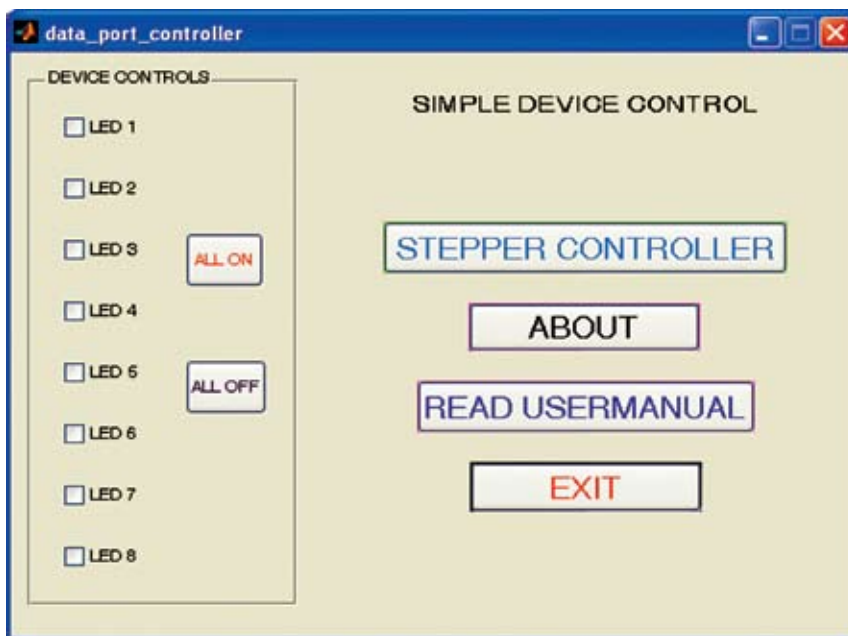 data_port_controller
DEVICE CONTROLS
LED 1
LED 2
LED 3
LED 4
LED 5
LED 6
LED 7
LED 8
ALL ON
ALL OFF
SIMPLE DEVICE CONTROL
STEPPER CONTROLLER
ABOUT
READ USERMANUAL
EXIT